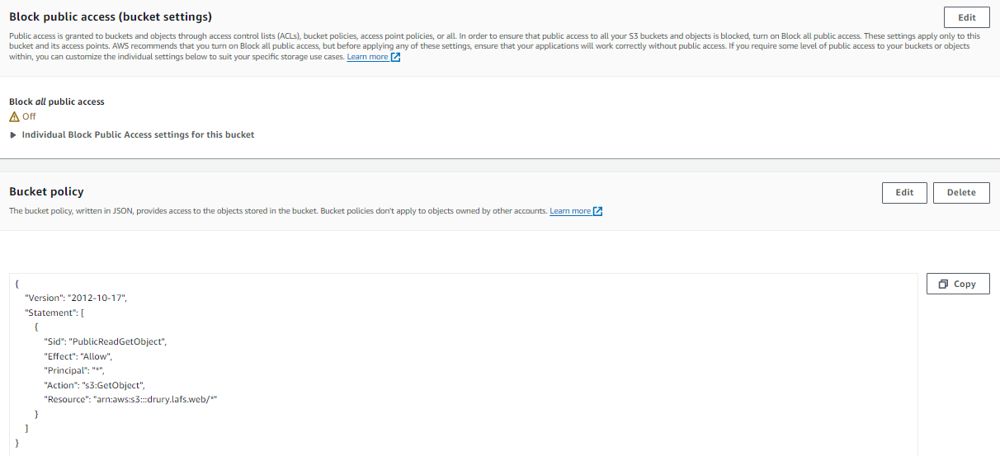 Block public access (bucket settings)
Edit
Public access is granted to buckets and objects through access control lists (ACLs), bucket policies, access point policies, or all. In order to ensure that public access to all your S3 buckets and objects is blocked, turn on Block all public access. These settings apply only to this
bucket and its access points. AWS recommends that you turn on Block all public access, but before applying any of these settings, ensure that your applications will work correctly without public access. If you require some level of public access to your buckets or objects
within, you can customize the individual settings below to suit your specific storage use cases. Learn more
Block all public access
Off
Individual Block Public Access settings for this bucket
Bucket policy
Edit
Delete
The bucket policy, written in JSON, provides access to the objects stored in the bucket. Bucket policies don't apply to objects owned by other accounts. Learn more
Copy
{
"Version": "2012-10-17",
"Statement": [
{
"Sid": "PublicReadGetObject",
"Effect": "Allow",
"Principal": "*",
"Action": "s3:GetObject",
"Resource": "arn:aws:s3:::drury.lafs.web/*"
}
]
}